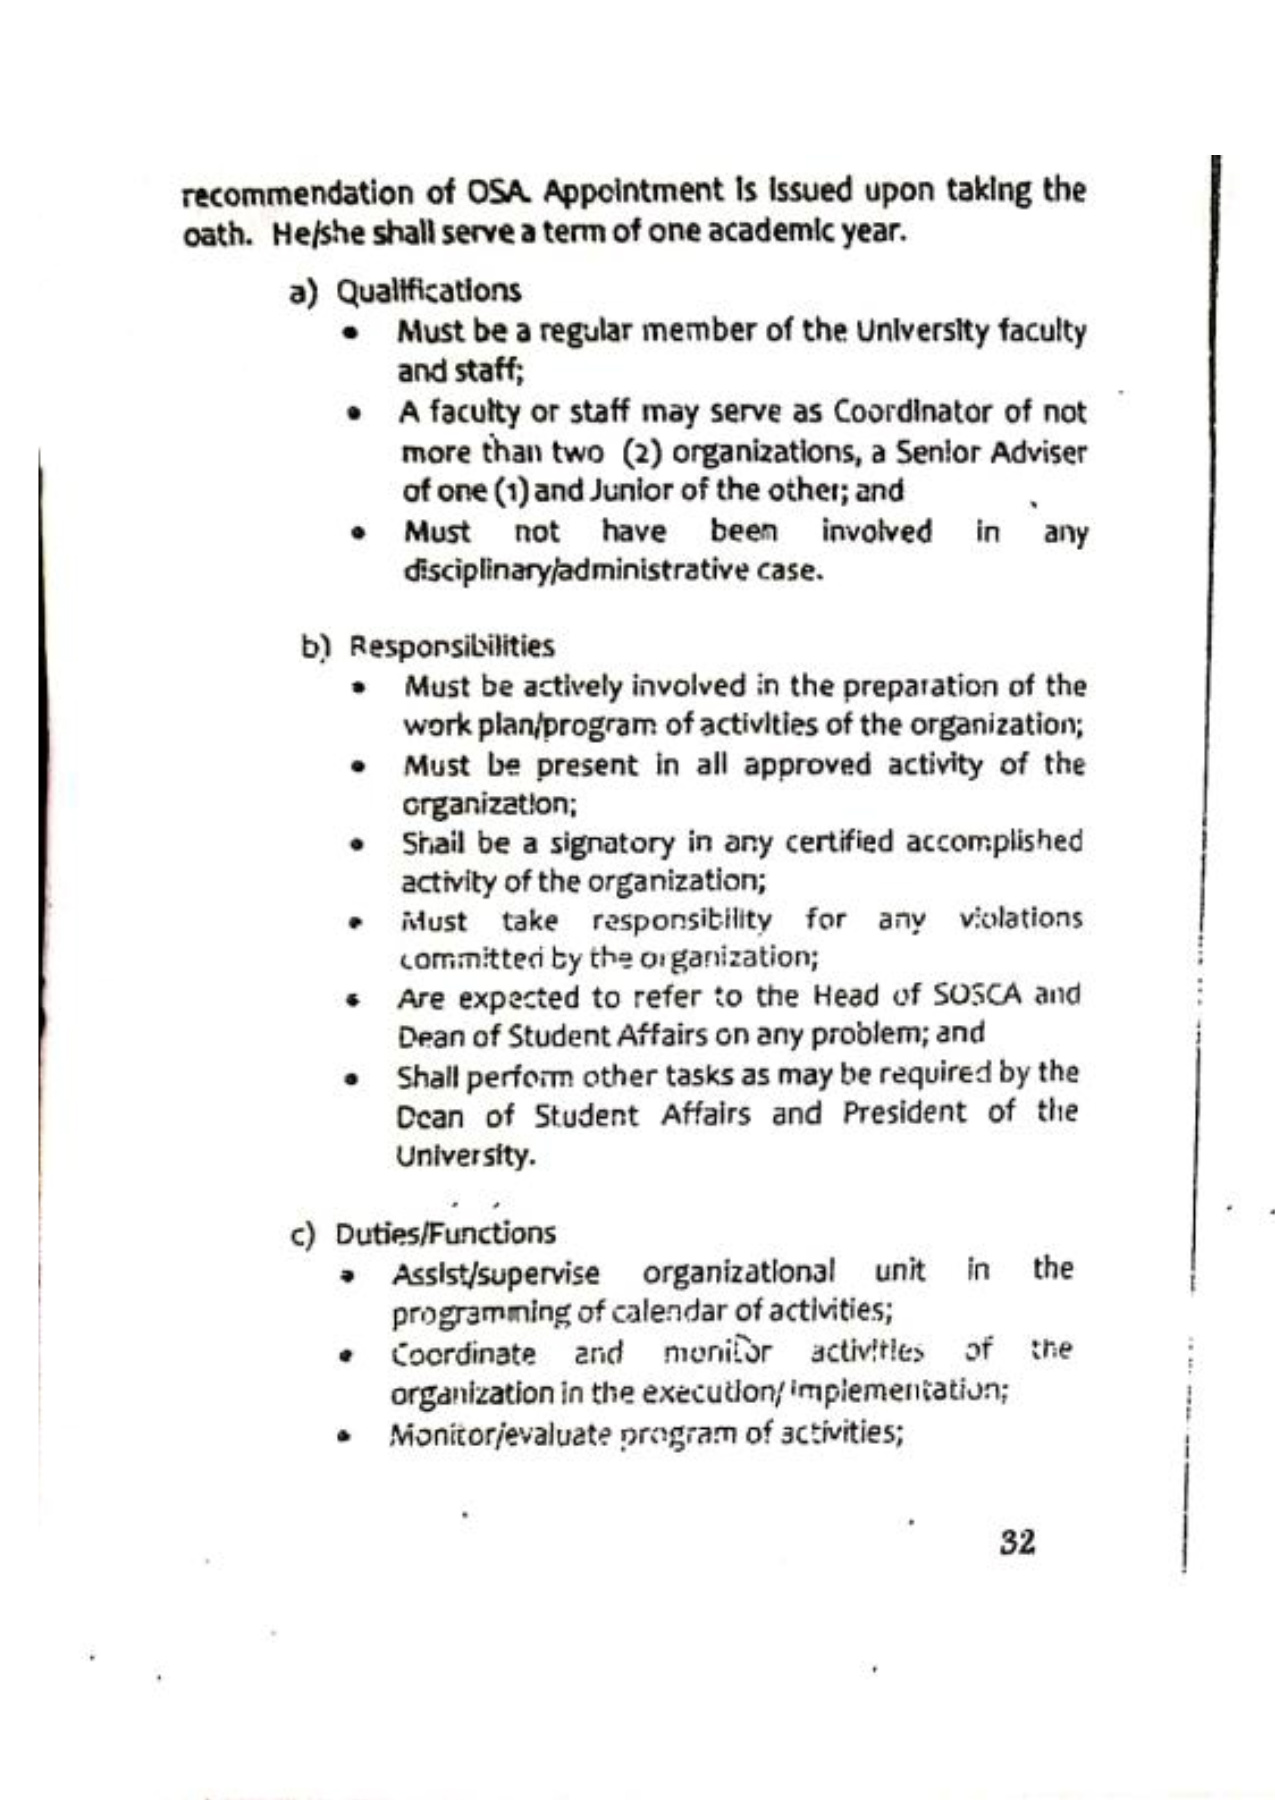 recommendation of OSA. Appointment is issued upon taking the
oath. He/she shall serve a term of one academic year.
a) Qualifications
• Must be a regular member of the University faculty
and staff;
• A faculty or staff may serve as Coordinator of not
more than two (2) organizations, a Senior Adviser
of one (1) and Junior of the other; and
• Must not have been involved in any
disciplinary/administrative case.
b) Responsibilities
• Must be actively involved in the preparation of the
work plan/program of activities of the organization;
• Must be present in all approved activity of the
organization;
• Shall be a signatory in any certified accomplished
activity of the organization;
• Must take responsibility for any violations
committed by the organization;
• Are expected to refer to the Head of SOSCA and
Dean of Student Affairs on any problem; and
• Shall perform other tasks as may be required by the
Dean of Student Affairs and President of the
University.
c) Duties/Functions
• Assist/supervise organizational unit in the
programming of calendar of activities;
• Coordinate and monitor activities of the
organization in the execution/implementation;
• Monitor/evaluate program of activities;
32